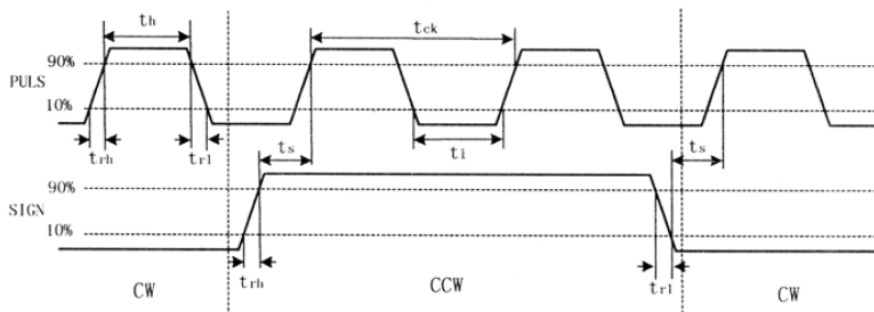 th
tck
90%
PULS
10%
trh
trl
ts
tl
ts
90%
SIGN
10%
trh
trl
CW
CCW
CW